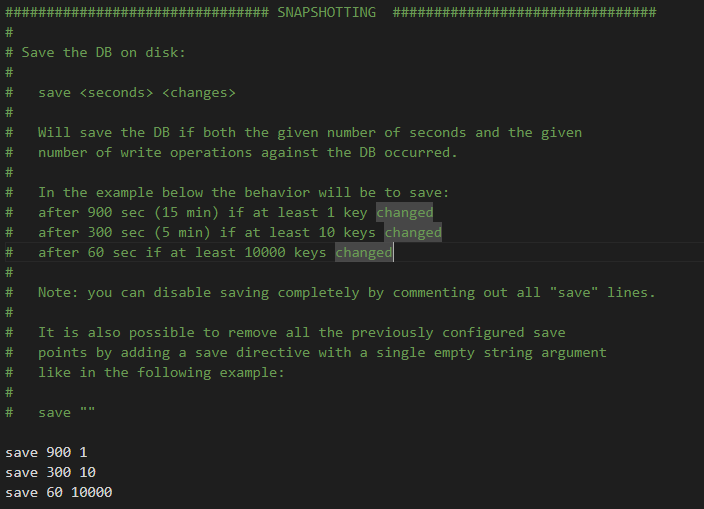 ################################ SNAPSHOTTING  ################################
#
# Save the DB on disk:
#
#   save <seconds> <changes>
#
#   Will save the DB if both the given number of seconds and the given
#   number of write operations against the DB occurred.
#
#   In the example below the behavior will be to save:
#   after 900 sec (15 min) if at least 1 key changed
#   after 300 sec (5 min) if at least 10 keys changed
#   after 60 sec if at least 10000 keys changed
#
#   Note: you can disable saving completely by commenting out all "save" lines.
#
#   It is also possible to remove all the previously configured save
#   points by adding a save directive with a single empty string argument
#   like in the following example:
#
#   save ""

save 900 1
save 300 10
save 60 10000